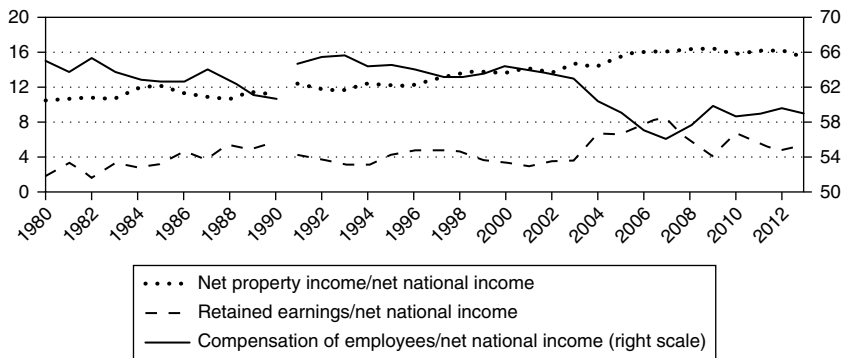 20 70
16 66
12 62
8 58
4 54
0 50
1980 1982 1984 1986 1988 1990 1992 1994 1996 1998 2000 2002 2004 2006 2008 2010 2012
Net property income/net national income
Retained earnings/net national income
Compensation of employees/net national income (right scale)